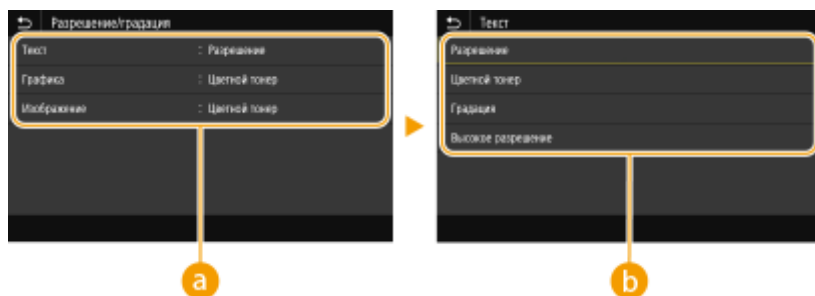 Разрешение/градация
Текст : Разрешение
Графика : Цветной тонер
Изображение : Цветной тонер
a
Текст
Разрешение
Цветной тонер
Градация
Высокое разрешение
b